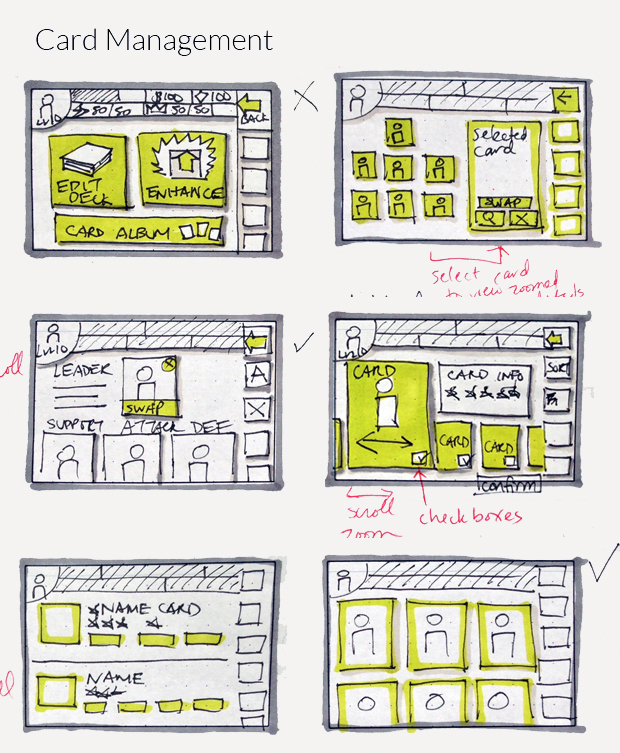 Card Management
$100 ◇100
50/50 50/50
LV10
BACK
EDIT
DECK
ENHANCE
CARD ALBUM
X
←
Selected
Card
SWAP
Q X
select card
to view zoomed
LV10
LEADER
A
X
SWAP
SUPPORT ATTACK DEF
LV10
CARD
CARD INFO
SORT
CARD
CARD
confirm
scroll
zoom
checkboxes
NAME CARD
NAME